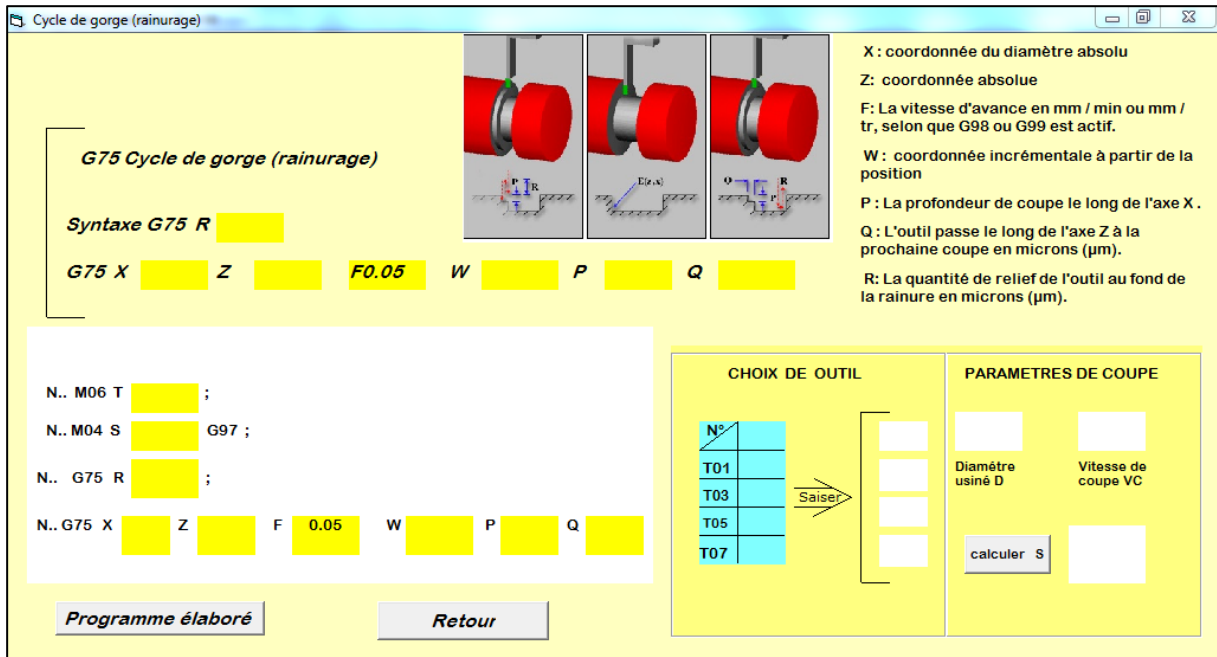 Cycle de gorge (rainurage)
G75 Cycle de gorge (rainurage)
Syntaxe G75 R
G75 X Z F0.05 W P Q
P R
E(z,x)
Q R
P
X : coordonnée du diamètre absolu
Z: coordonnée absolue
F: La vitesse d'avance en mm / min ou mm /
tr, selon que G98 ou G99 est actif.
W : coordonnée incrémentale à partir de la
position
P : La profondeur de coupe le long de l'axe X .
Q : L'outil passe le long de l'axe Z à la
prochaine coupe en microns (µm).
R: La quantité de relief de l'outil au fond de
la rainure en microns (µm).
N.. M06 T ;
N.. M04 S G97 ;
N.. G75 R ;
N.. G75 X Z F 0.05 W P Q
Programme élaboré
Retour
CHOIX DE OUTIL
N°
T01
T03
T05
T07
Saiser
PARAMETRES DE COUPE
Diamétre
usiné D
Vitesse de
coupe VC
calculer S